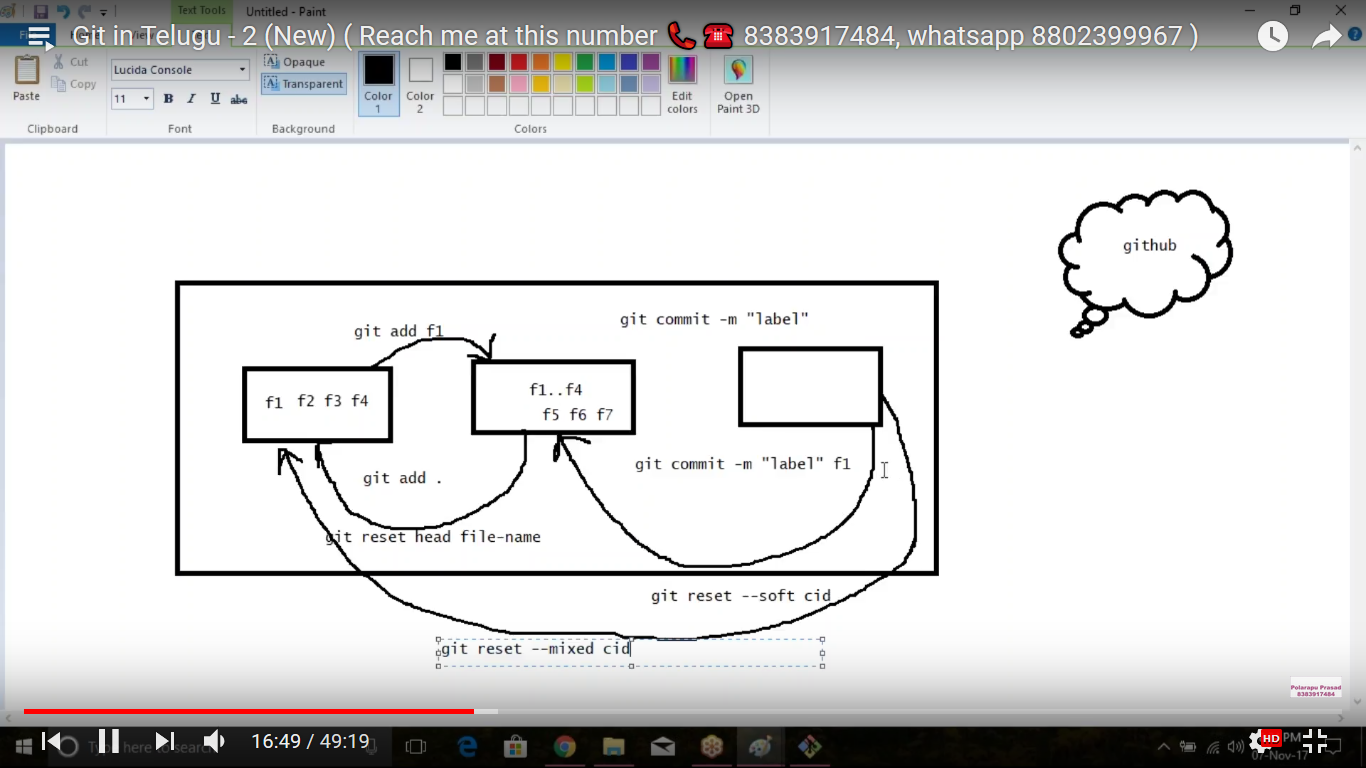 Text Tools
Untitled - Paint
Git in Telugu - 2 (New) ( Reach me at this number 8383917484, whatsapp 8802399967 )
Paste
Cut
Copy
Clipboard
Lucida Console
11
B I U abc
Font
Opaque
Transparent
Background
Color 1
Color 2
Colors
Edit colors
Open Paint 3D
github
git commit -m "label"
git add f1
f1 f2 f3 f4
f1..f4
f5 f6 f7
git commit -m "label" f1
git add .
git reset head file-name
git reset --soft cid
git reset --mixed cid
Polarapu Prasad
8383917484
16:49 / 49:19
HD
PM
07-Nov-17